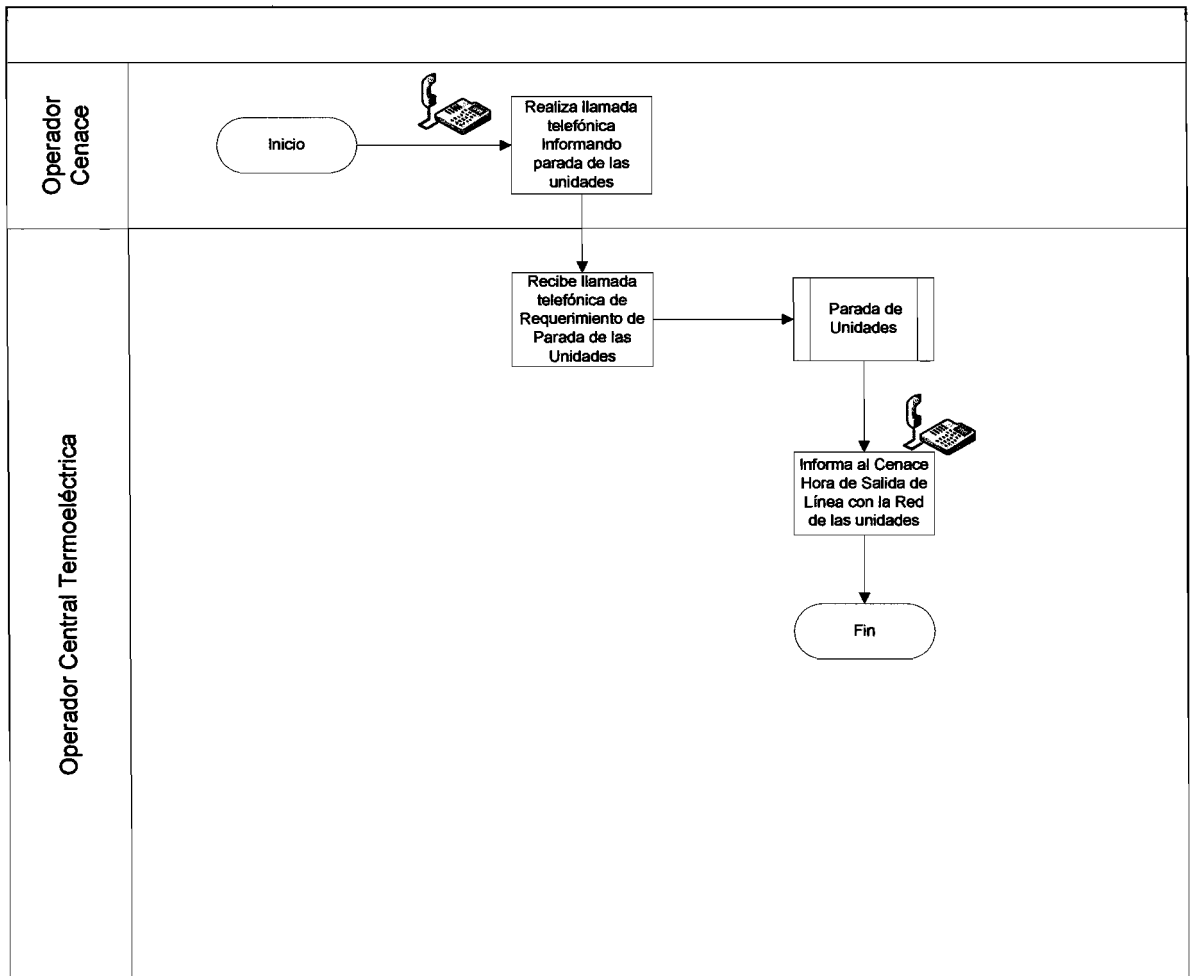 Operador
Cenace
Inicio
Realiza llamada
telefónica
Informando
parada de las
unidades
Operador Central Termoeléctrica
Recibe llamada
telefónica de
Requerimiento de
Parada de las
Unidades
Parada de
Unidades
Informa al Cenace
Hora de Salida de
Línea con la Red
de las unidades
Fin